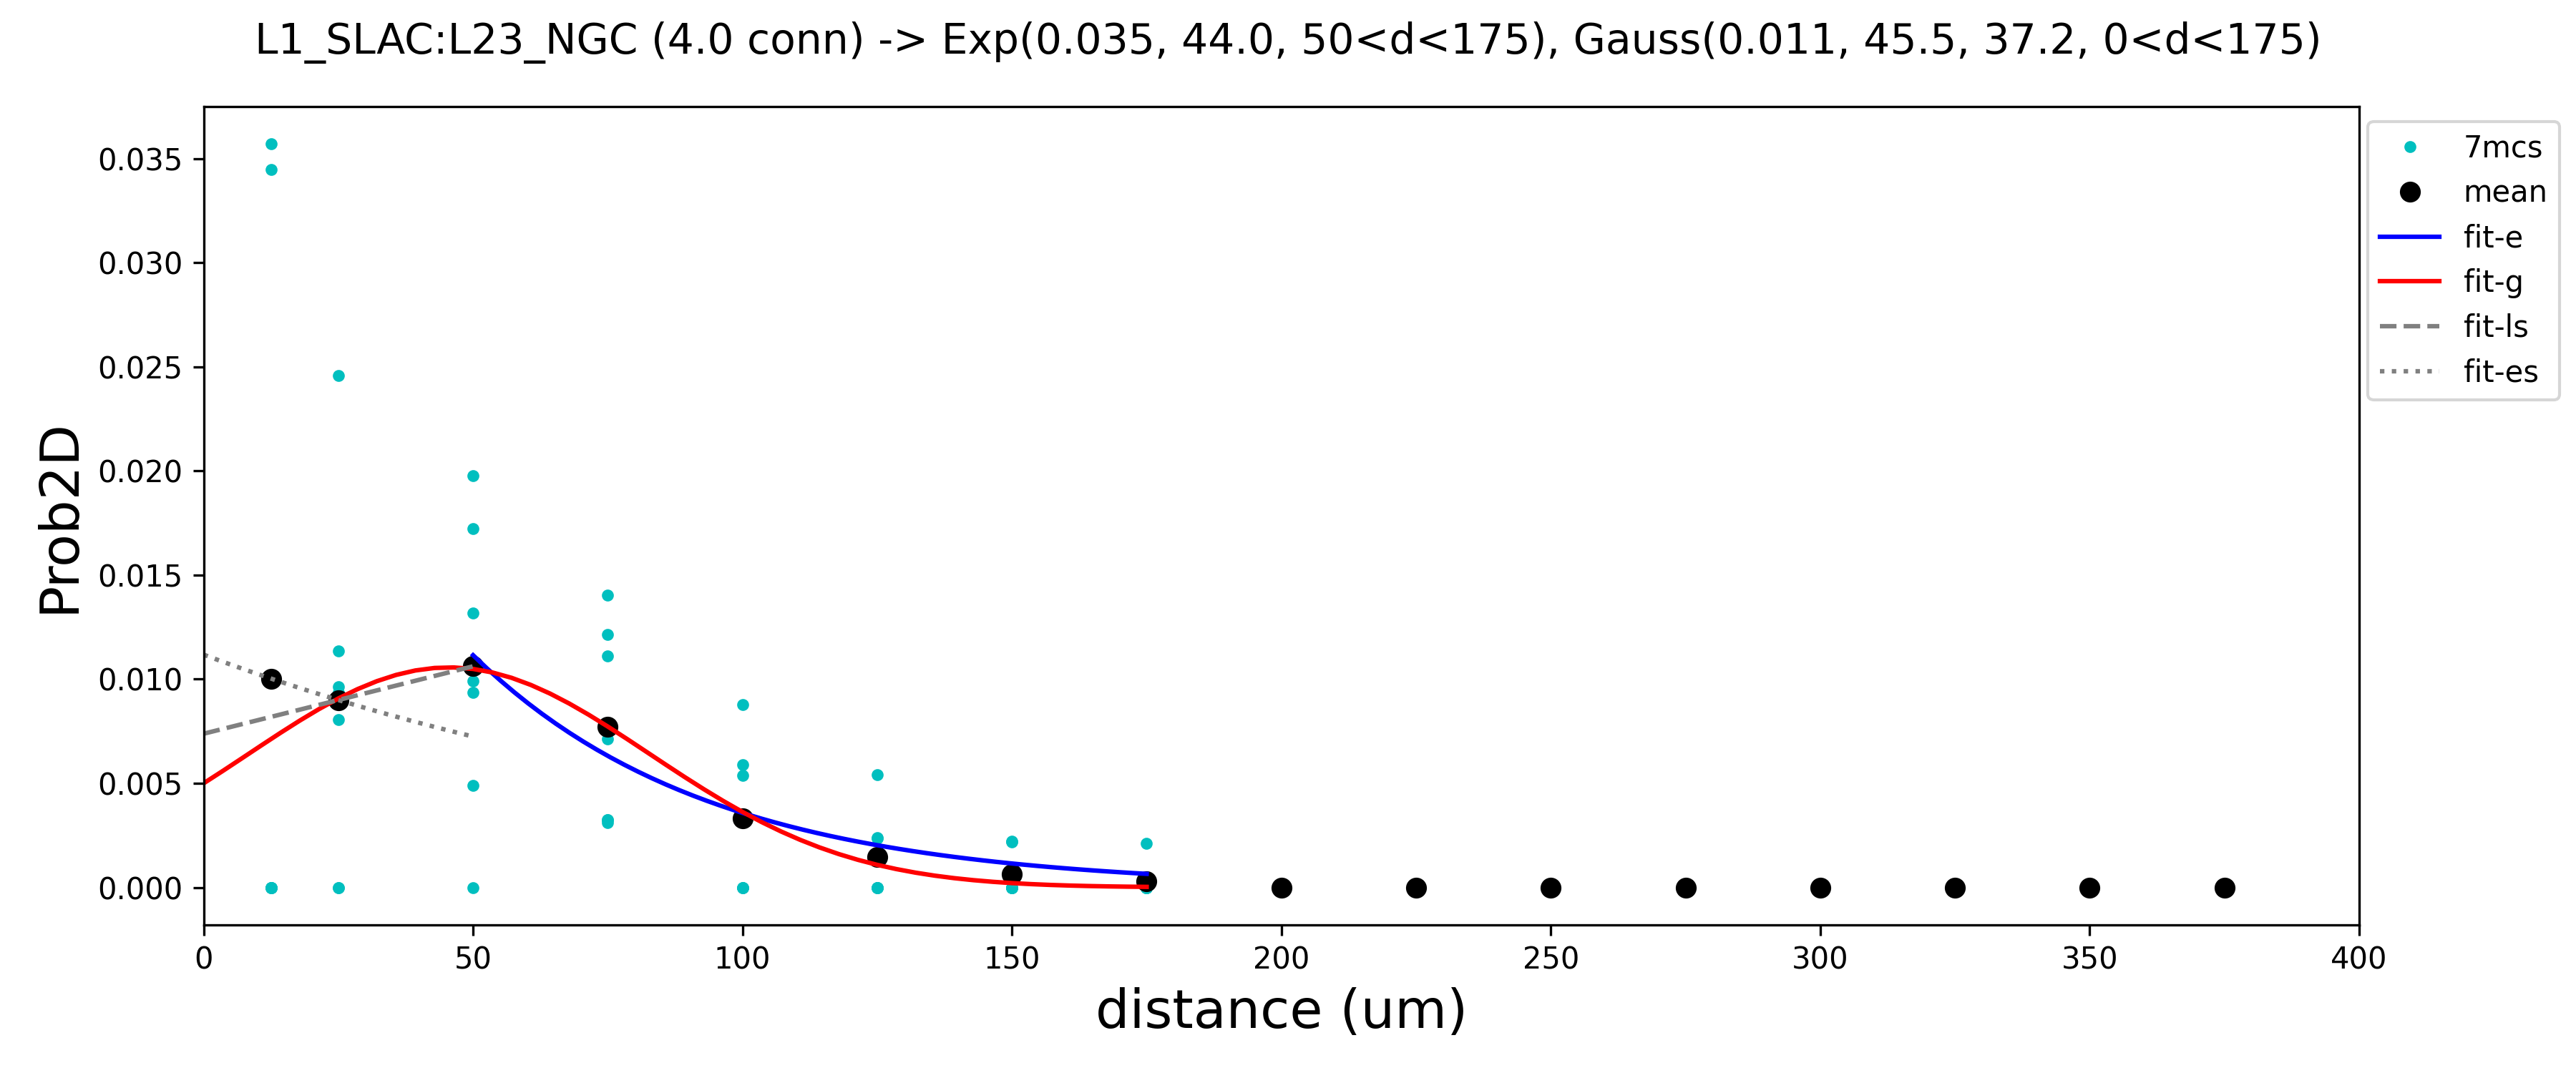 L1_SLAC:L23_NGC (4.0 conn) -> Exp(0.035, 44.0, 50<d<175), Gauss(0.011, 45.5, 37.2, 0<d<175)
Prob2D
0.035
0.030
0.025
0.020
0.015
0.010
0.005
0.000
0 50 100 150 200 250 300 350 400
distance (um)
7mcs
mean
fit-e
fit-g
fit-ls
fit-es